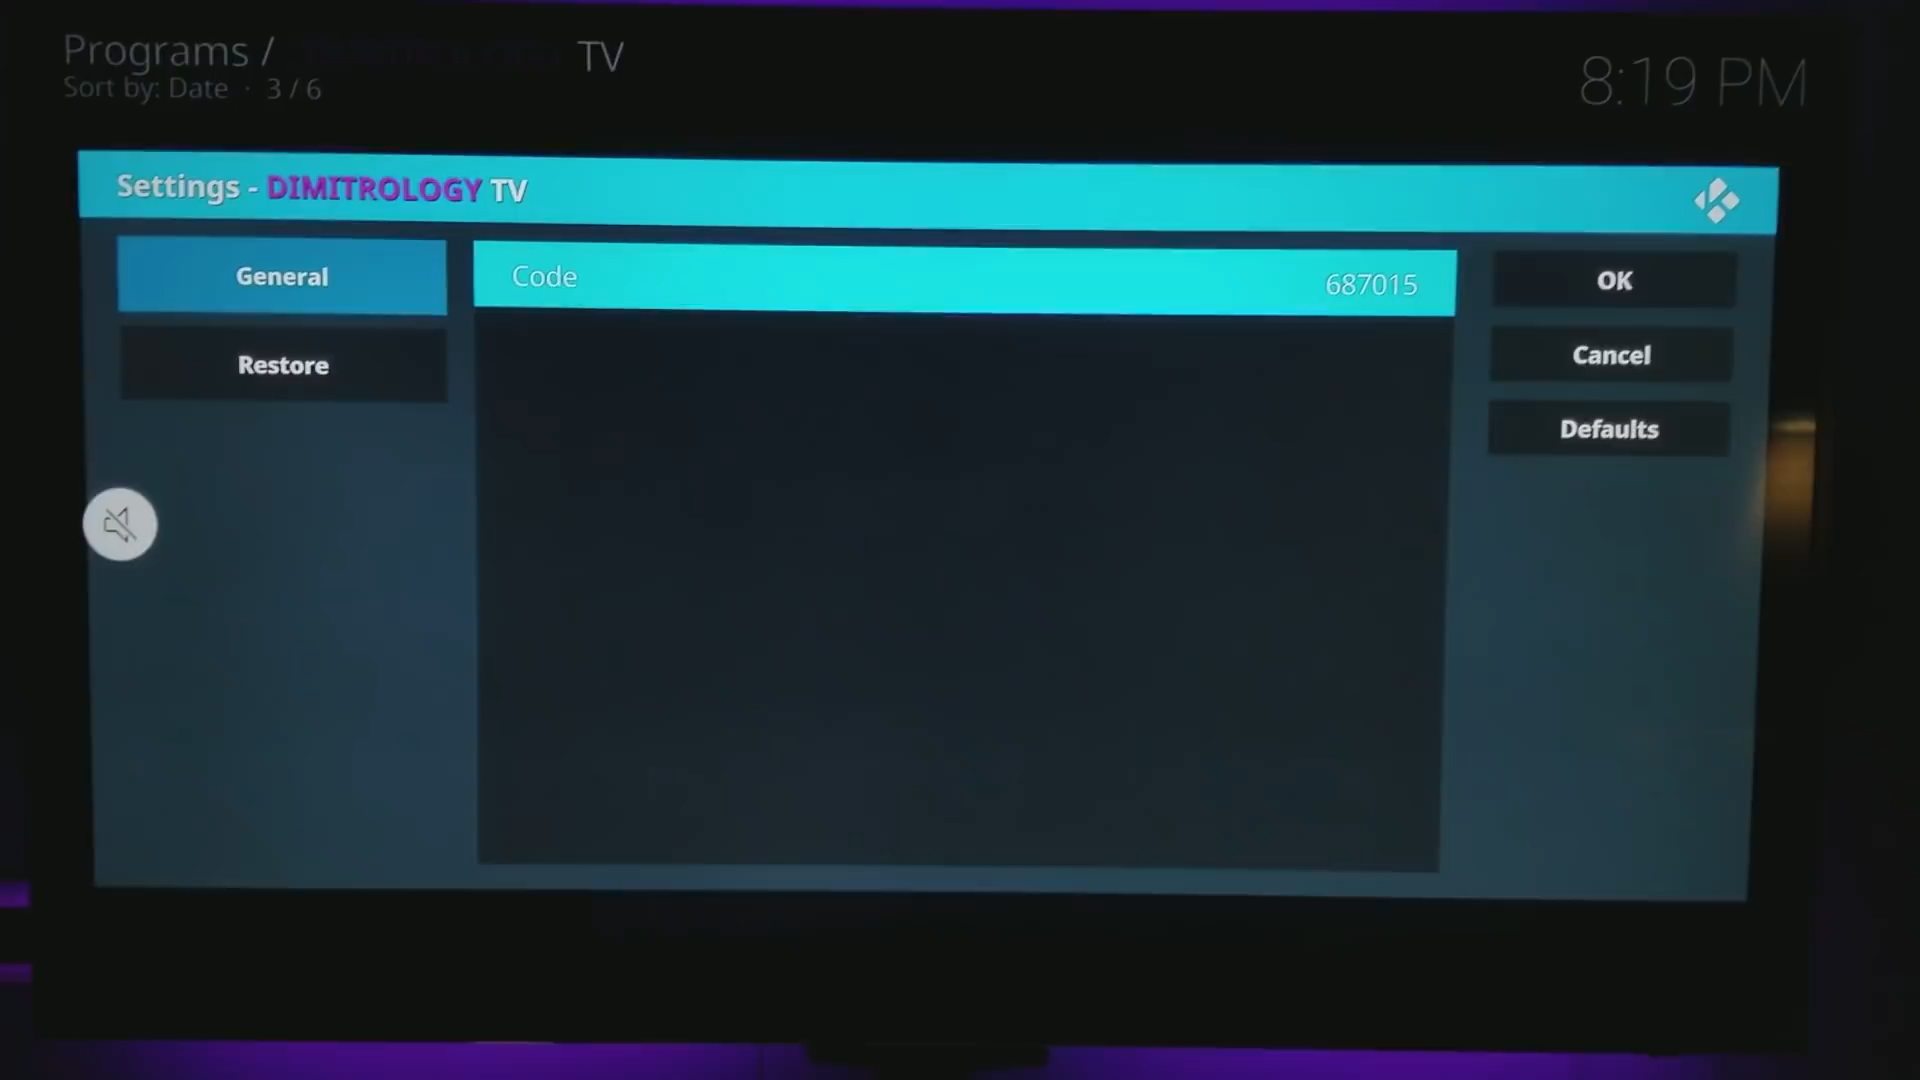 Programs / TV
Sort by: Date · 3 / 6
8:19 PM
Settings - DIMITROLOGY TV
General
Restore
Code 687015
OK
Cancel
Defaults